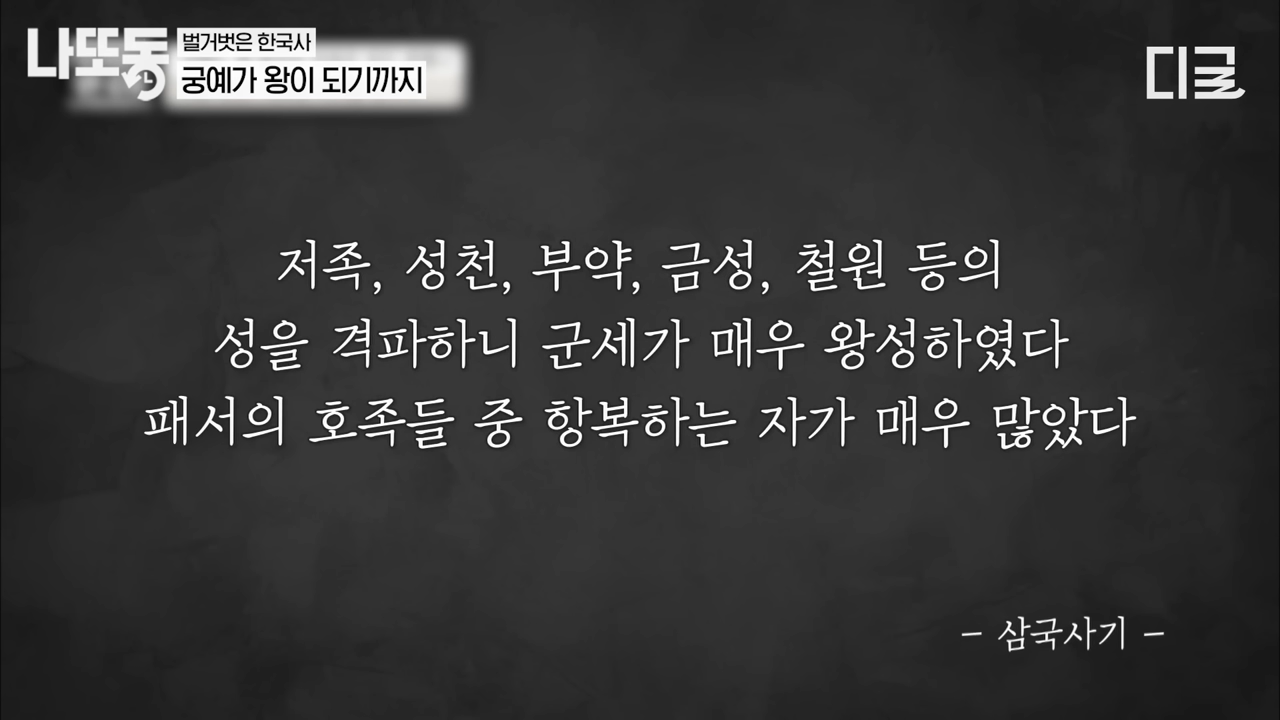 나또동
벌거벗은 한국사
궁예가 왕이 되기까지
디글
저족, 성천, 부약, 금성, 철원 등의
성을 격파하니 군세가 매우 왕성하였다
패서의 호족들 중 항복하는 자가 매우 많았다
- 삼국사기 -